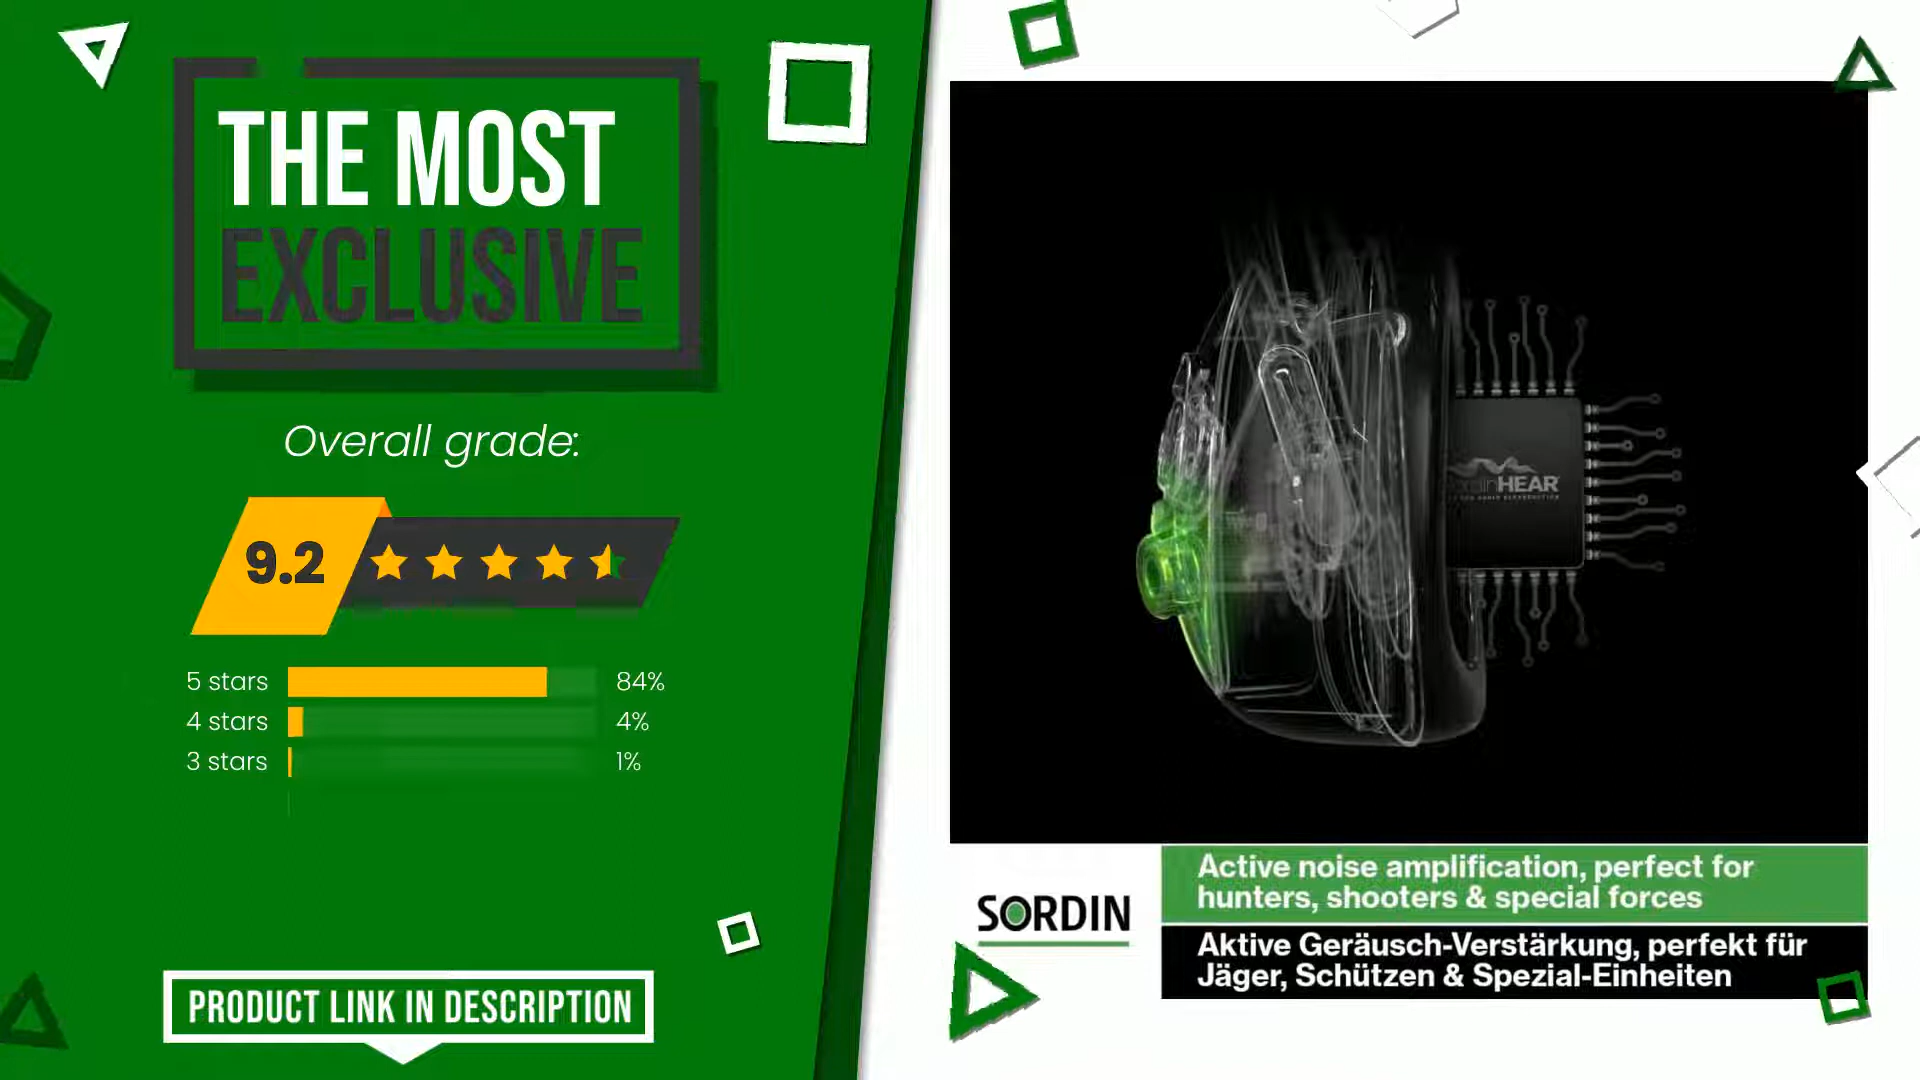 THE MOST
EXCLUSIVE
Overall grade:
9.2
5 stars 84%
4 stars 4%
3 stars 1%
PRODUCT LINK IN DESCRIPTION
HEAR
SORDIN
Active noise amplification, perfect for
hunters, shooters & special forces
Aktive Geräusch-Verstärkung, perfekt für
Jäger, Schützen & Spezial-Einheiten